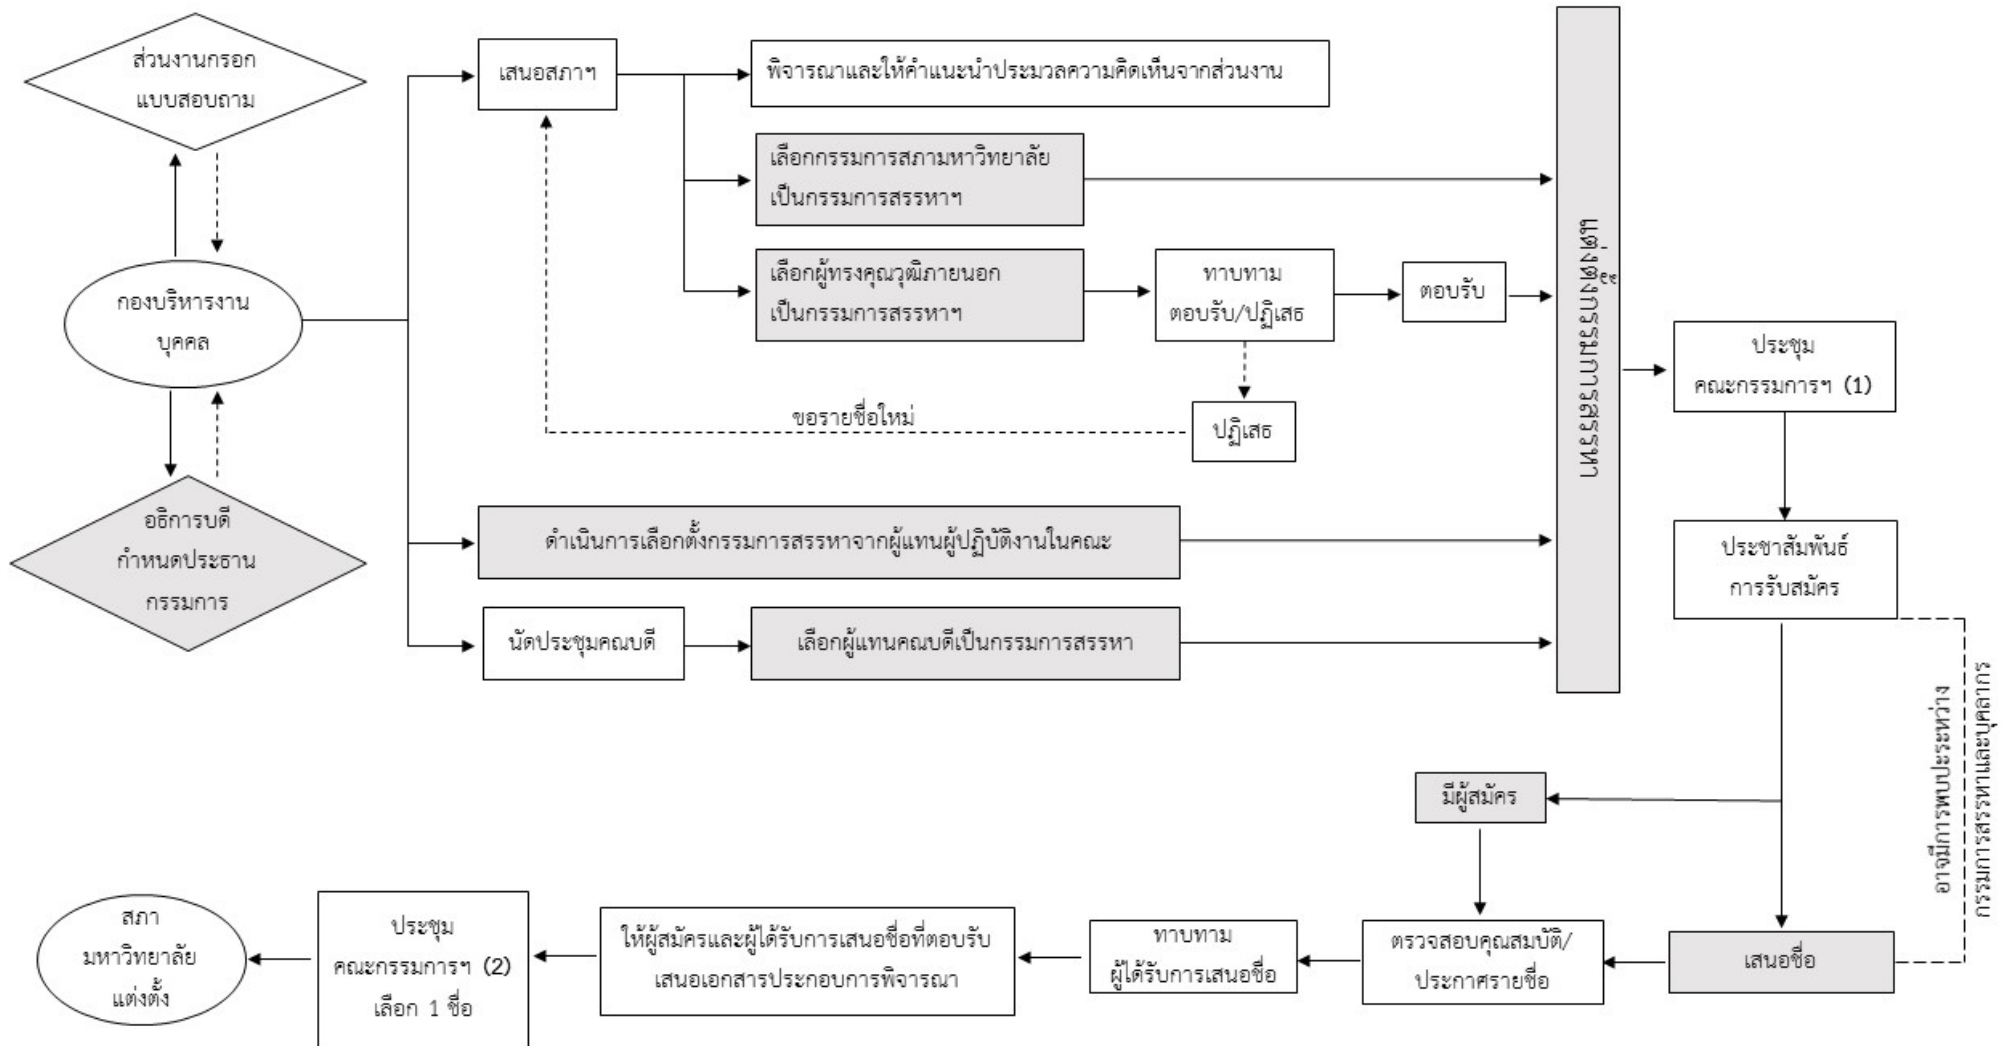 ส่วนงานกรอก
แบบสอบถาม
กองบริหารงาน
บุคคล
อธิการบดี
กำหนดประธาน
กรรมการ
เสนอสภาฯ
พิจารณาและให้คำแนะนำประมวลความคิดเห็นจากส่วนงาน
เลือกกรรมการสภามหาวิทยาลัย
เป็นกรรมการสรรหาฯ
เลือกผู้ทรงคุณวุฒิภายนอก
เป็นกรรมการสรรหาฯ
ทาบทาม
ตอบรับ/ปฏิเสธ
ตอบรับ
ปฏิเสธ
ขอรายชื่อใหม่
ดำเนินการเลือกตั้งกรรมการสรรหาจากผู้แทนผู้ปฏิบัติงานในคณะ
นัดประชุมคณบดี
เลือกผู้แทนคณบดีเป็นกรรมการสรรหา
แต่งตั้งกรรมการสรรหา
ประชุม
คณะกรรมการฯ (1)
ประชาสัมพันธ์
การรับสมัคร
อาจมีการพบปะระหว่าง
กรรมการสรรหาและบุคลากร
มีผู้สมัคร
เสนอชื่อ
ตรวจสอบคุณสมบัติ/
ประกาศรายชื่อ
ทาบทาม
ผู้ได้รับการเสนอชื่อ
ให้ผู้สมัครและผู้ได้รับการเสนอชื่อที่ตอบรับ
เสนอเอกสารประกอบการพิจารณา
ประชุม
คณะกรรมการฯ (2)
เลือก 1 ชื่อ
สภา
มหาวิทยาลัย
แต่งตั้ง